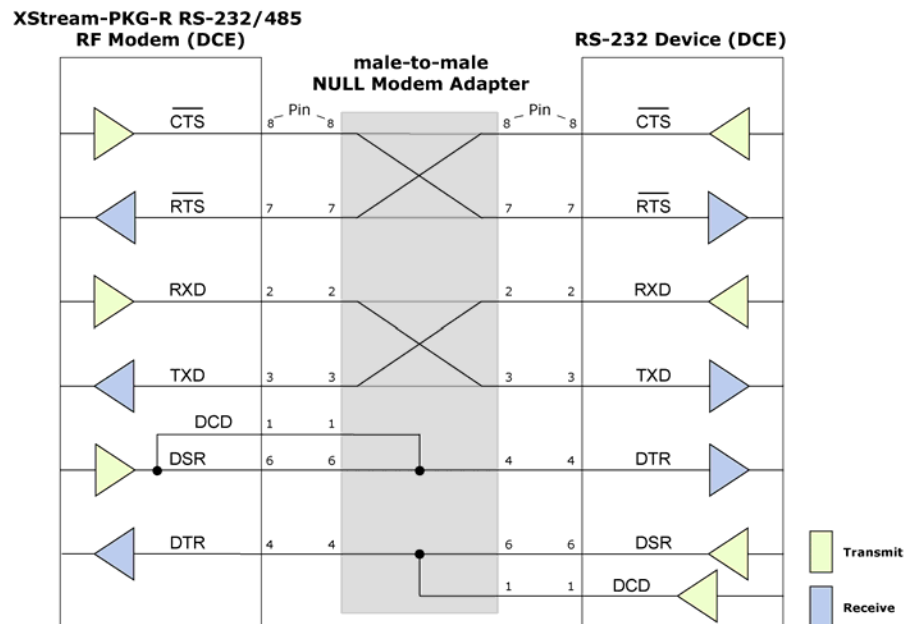 XStream-PKG-R RS-232/485
RF Modem (DCE)
male-to-male
NULL Modem Adapter
RS-232 Device (DCE)
CTS 8 Pin 8 8 Pin 8 CTS
RTS 7 7 7 7 RTS
RXD 2 2 2 2 RXD
TXD 3 3 3 3 TXD
DCD 1 1
DSR 6 6 4 4 DTR
DTR 4 4 6 6 DSR
1 1 DCD
Transmit
Receive